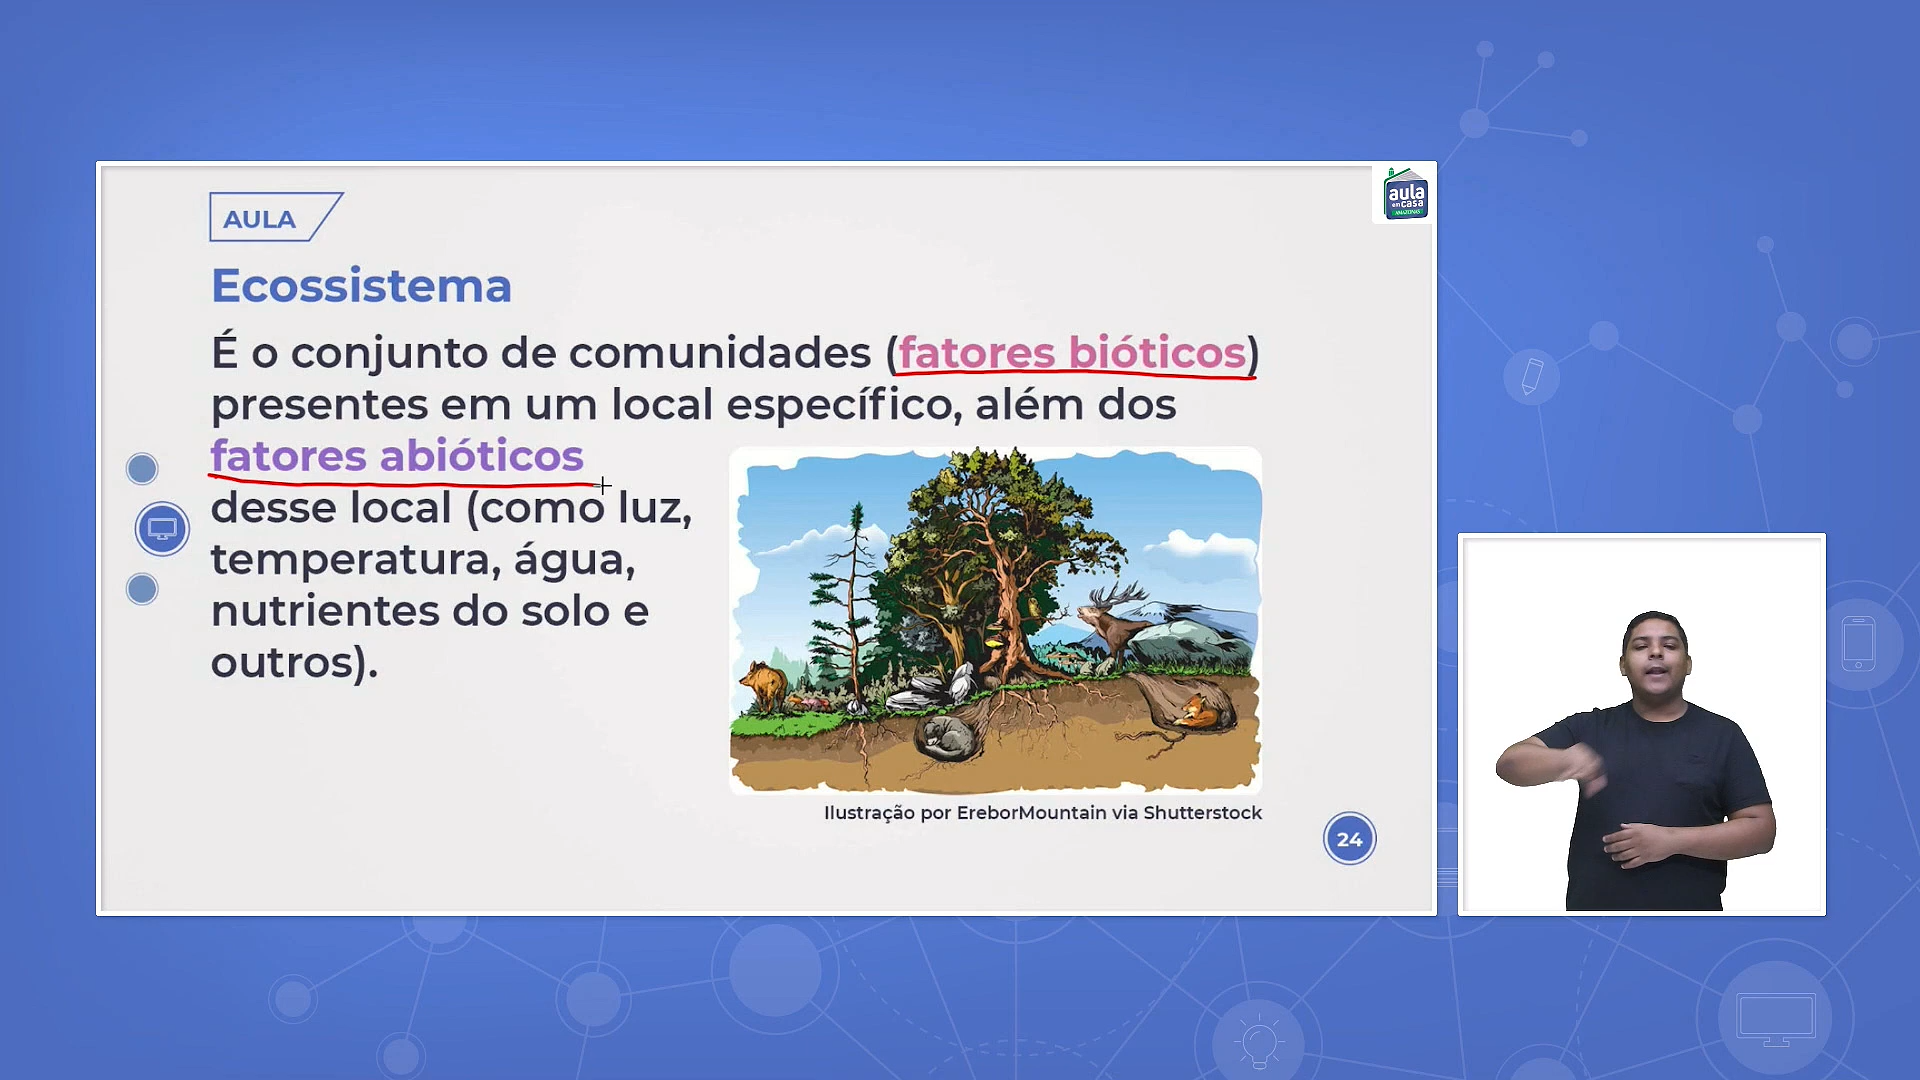 aula
em casa
AMAZONAS
AULA
Ecossistema
É o conjunto de comunidades (fatores bióticos)
presentes em um local específico, além dos
fatores abióticos
desse local (como luz,
temperatura, água,
nutrientes do solo e
outros).
Ilustração por EreborMountain via Shutterstock
24